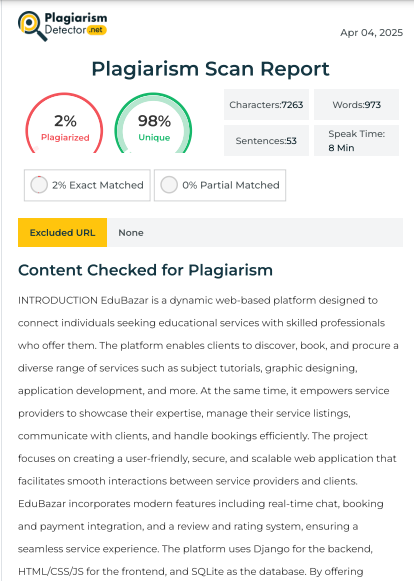 Plagiarism
Detector.net
Apr 04, 2025
Plagiarism Scan Report
2%
Plagiarized
98%
Unique
Characters:7263
Words:973
Sentences:53
Speak Time:
8 Min
2% Exact Matched
0% Partial Matched
Excluded URL
None
Content Checked for Plagiarism
INTRODUCTION EduBazar is a dynamic web-based platform designed to
connect individuals seeking educational services with skilled professionals
who offer them. The platform enables clients to discover, book, and procure a
diverse range of services such as subject tutorials, graphic designing,
application development, and more. At the same time, it empowers service
providers to showcase their expertise, manage their service listings,
communicate with clients, and handle bookings efficiently. The project
focuses on creating a user-friendly, secure, and scalable web application that
facilitates smooth interactions between service providers and clients.
EduBazar incorporates modern features including real-time chat, booking
and payment integration, and a review and rating system, ensuring a
seamless service experience. The platform uses Django for the backend,
HTML/CSS/JS for the frontend, and SQLite as the database. By offering